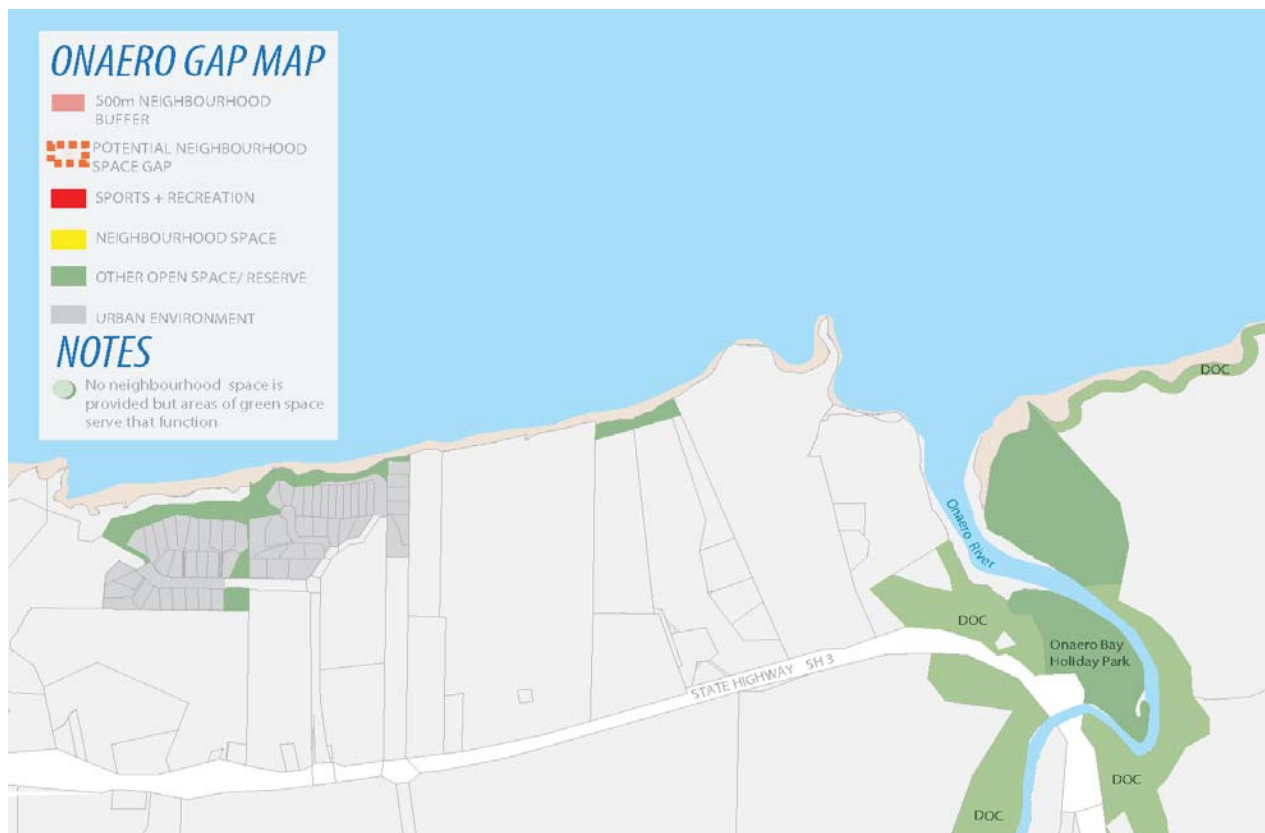 ONAERO GAP MAP
500m NEIGHBOURHOOD
BUFFER
POTENTIAL NEIGHBOURHOOD
SPACE GAP
SPORTS + RECREATION
NEIGHBOURHOOD SPACE
OTHER OPEN SPACE/ RESERVE
URBAN ENVIRONMENT
NOTES
No neighbourhood space is
provided but areas of green space
serve that function
DOC
Onaero River
DOC
Onaero Bay
Holiday Park
STATE HIGHWAY SH 3
DOC
DOC